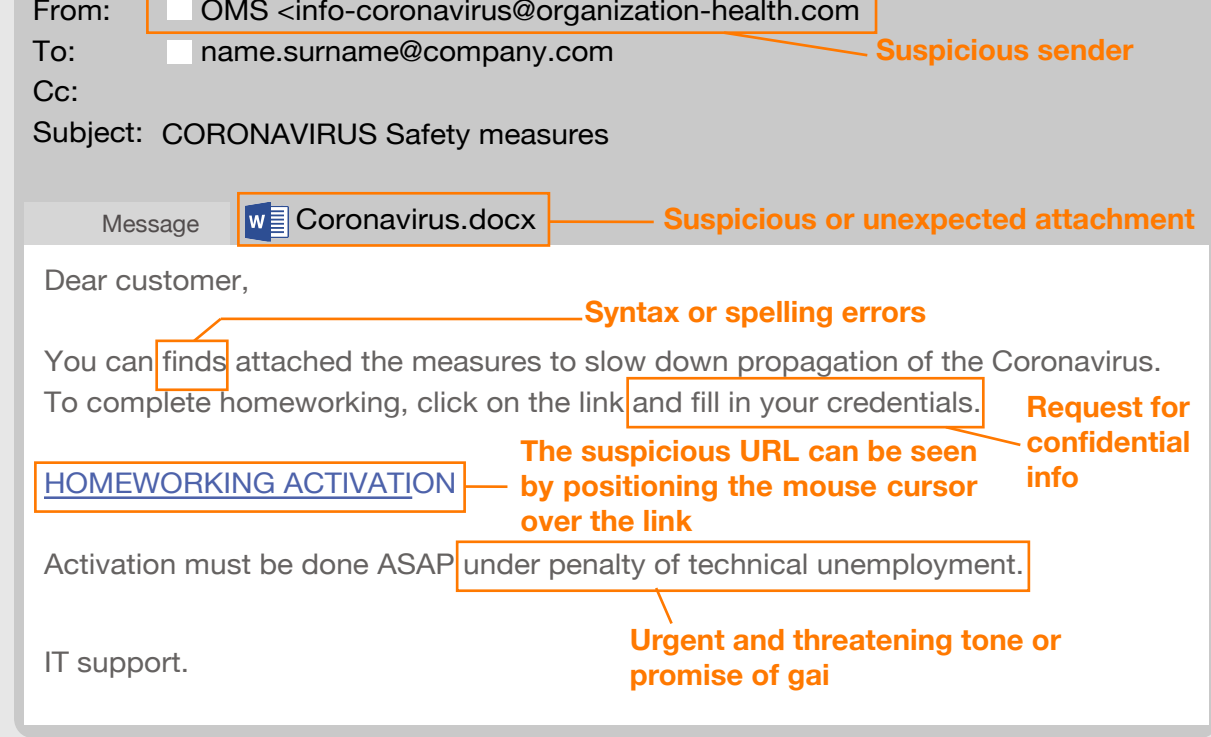 From: OMS <info-coronavirus@organization-health.com
Suspicious sender
To: name.surname@company.com
Cc:
Subject: CORONAVIRUS Safety measures
Message
W Coronavirus.docx
Suspicious or unexpected attachment
Dear customer,
Syntax or spelling errors
You can finds attached the measures to slow down propagation of the Coronavirus.
To complete homeworking, click on the link and fill in your credentials.
Request for
confidential
info
The suspicious URL can be seen
by positioning the mouse cursor
over the link
HOMEWORKING ACTIVATION
Activation must be done ASAP under penalty of technical unemployment.
Urgent and threatening tone or
promise of gai
IT support.